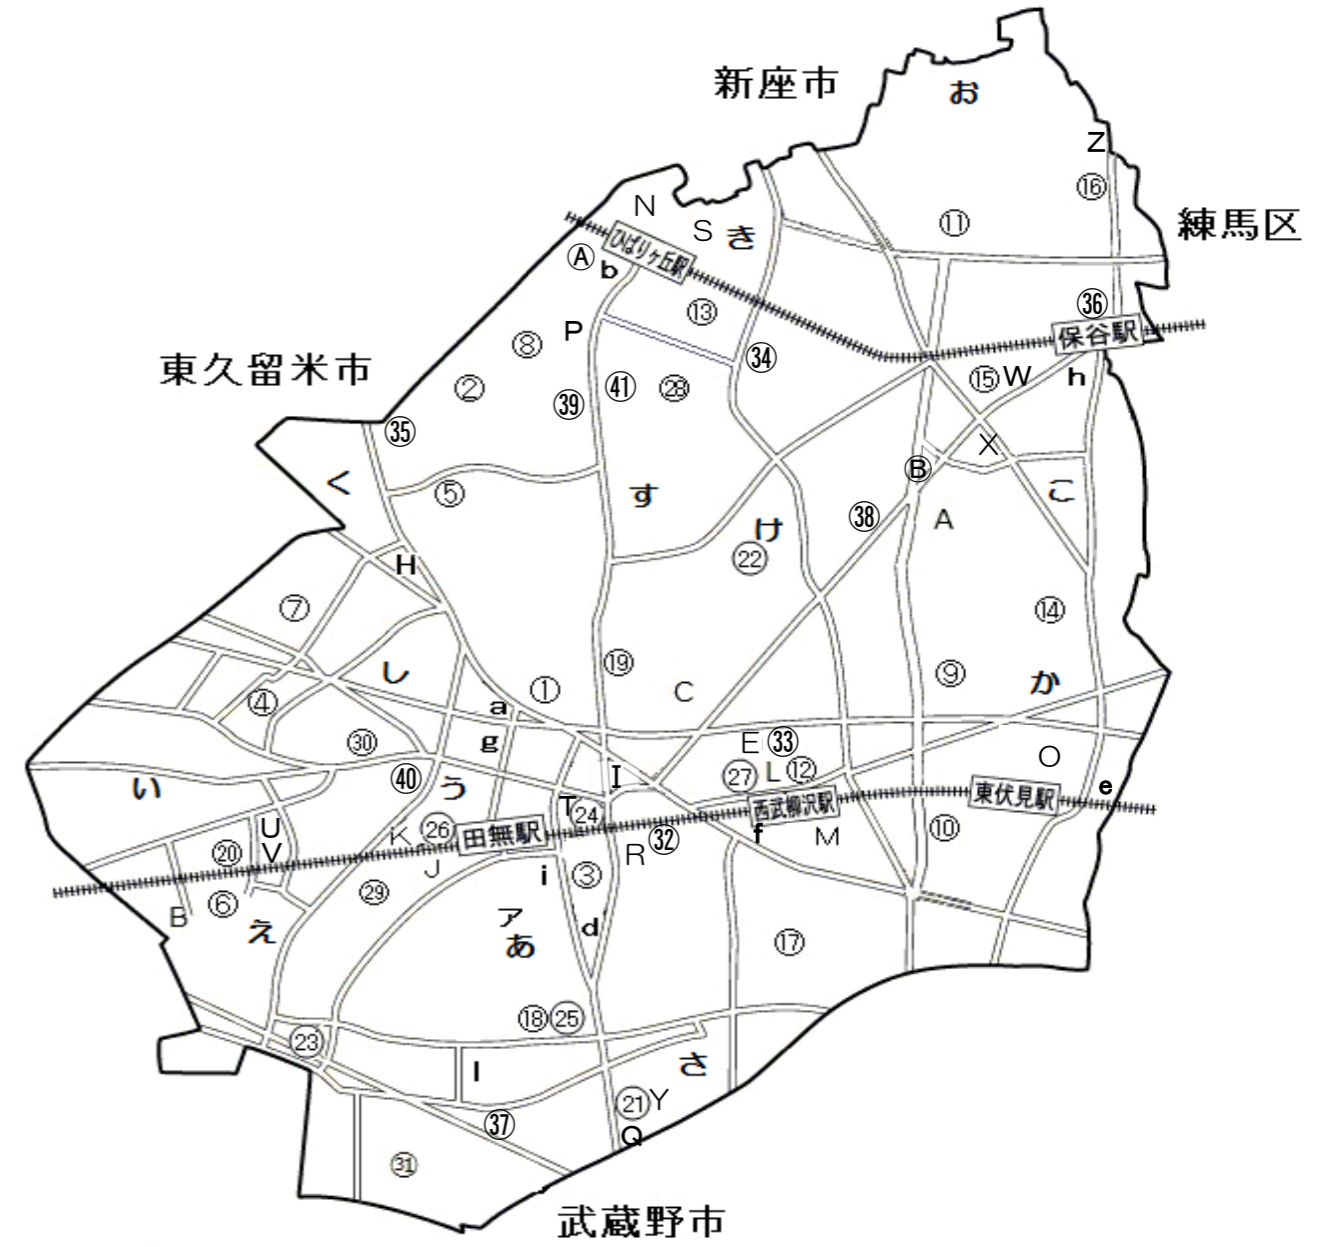 新座市
お
Z
⑯
N
S
き
⑪
練馬区
Ⓐ
b
ひばりヶ丘駅
⑬
㊱
保谷駅
P
⑧
㉞
東久留米市
②
㊴
㊶
㉘
⑮
W
h
㉟
X
く
⑤
す
Ⓑ
こ
け
㊳
A
㉒
H
⑦
⑭
し
⑲
C
⑨
か
④
①
a
㉚
g
E
㉝
O
い
㊵
う
I
㉗
L
⑫
e
東伏見駅
T
㉔
西武柳沢駅
U
K
㉖
田無駅
㉜
f
M
⑩
⑳
V
J
R
i
③
⑥
㉙
B
え
ア
あ
d
⑰
⑱
㉕
㉓
l
さ
㉑
Y
㊲
Q
㉛
武蔵野市